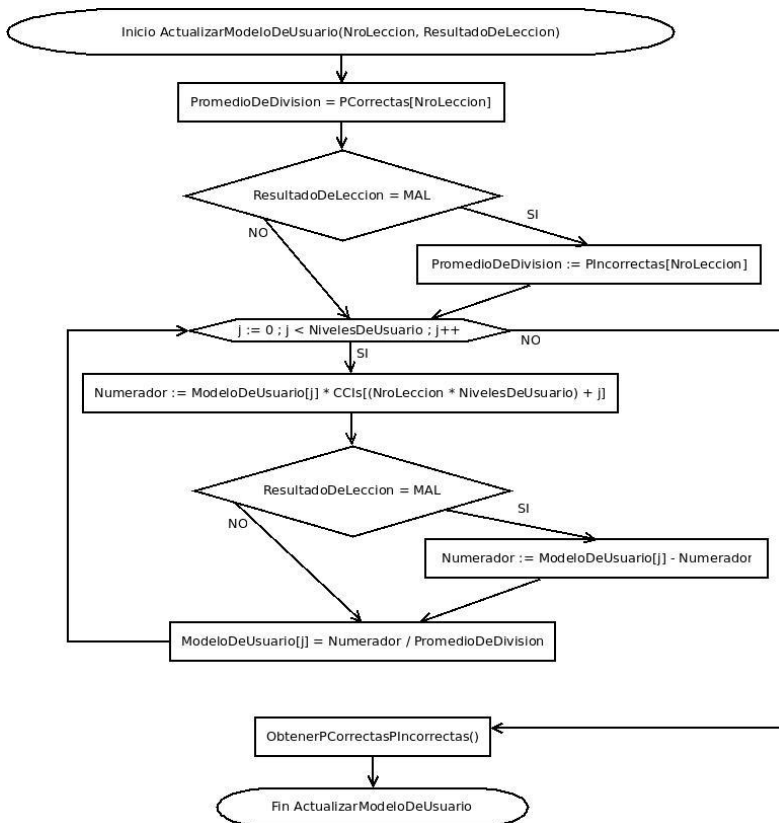 Inicio ActualizarModeloDeUsuario(NroLeccion, ResultadoDeLeccion)
PromedioDeDivision = PCorrectas[NroLeccion]
ResultadoDeLeccion = MAL
SI
NO
PromedioDeDivision := PIncorrectas[NroLeccion]
j := 0 ; j < NivelesDeUsuario ; j++
NO
SI
Numerador := ModeloDeUsuario[j] * CCIs[(NroLeccion * NivelesDeUsuario) + j]
ResultadoDeLeccion = MAL
SI
NO
Numerador := ModeloDeUsuario[j] - Numerador
ModeloDeUsuario[j] = Numerador / PromedioDeDivision
ObtenerPCorrectasPIncorrectas()
Fin ActualizarModeloDeUsuario